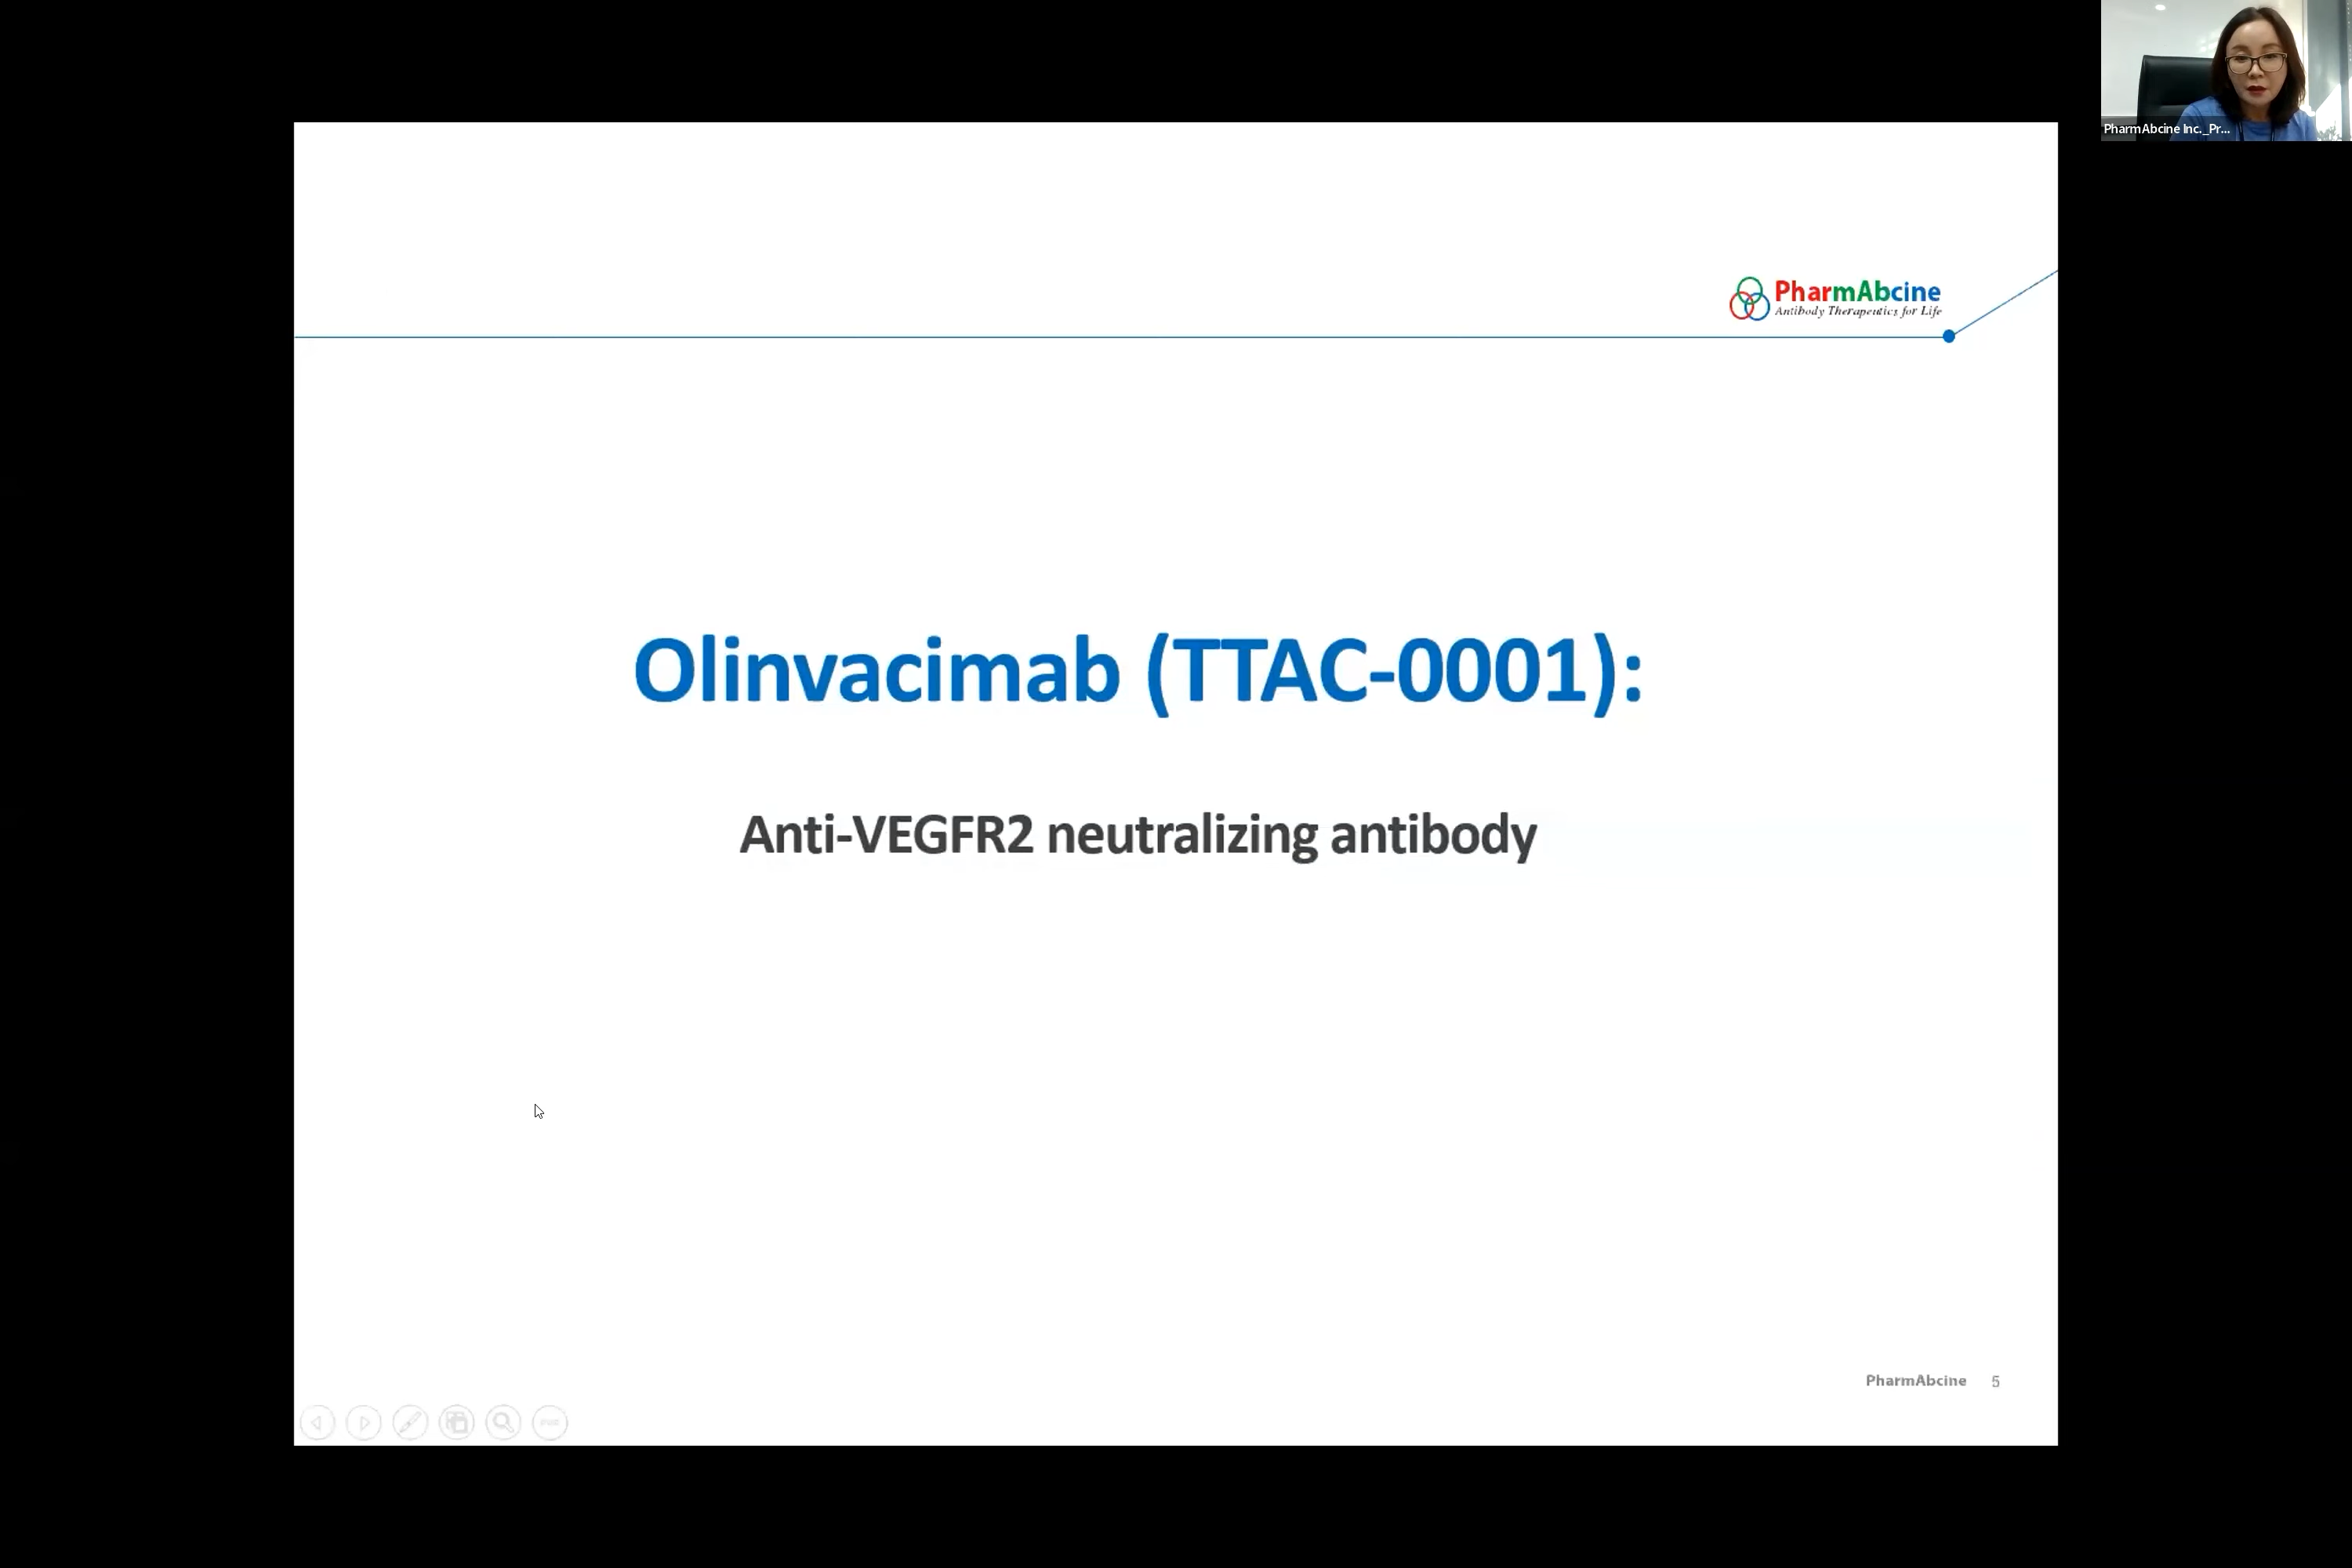 PharmAbcine Inc._Pr...
PharmAbcine
Antibody Therapeutics for Life
Olinvacimab (TTAC-0001):
Anti-VEGFR2 neutralizing antibody
PharmAbcine 5